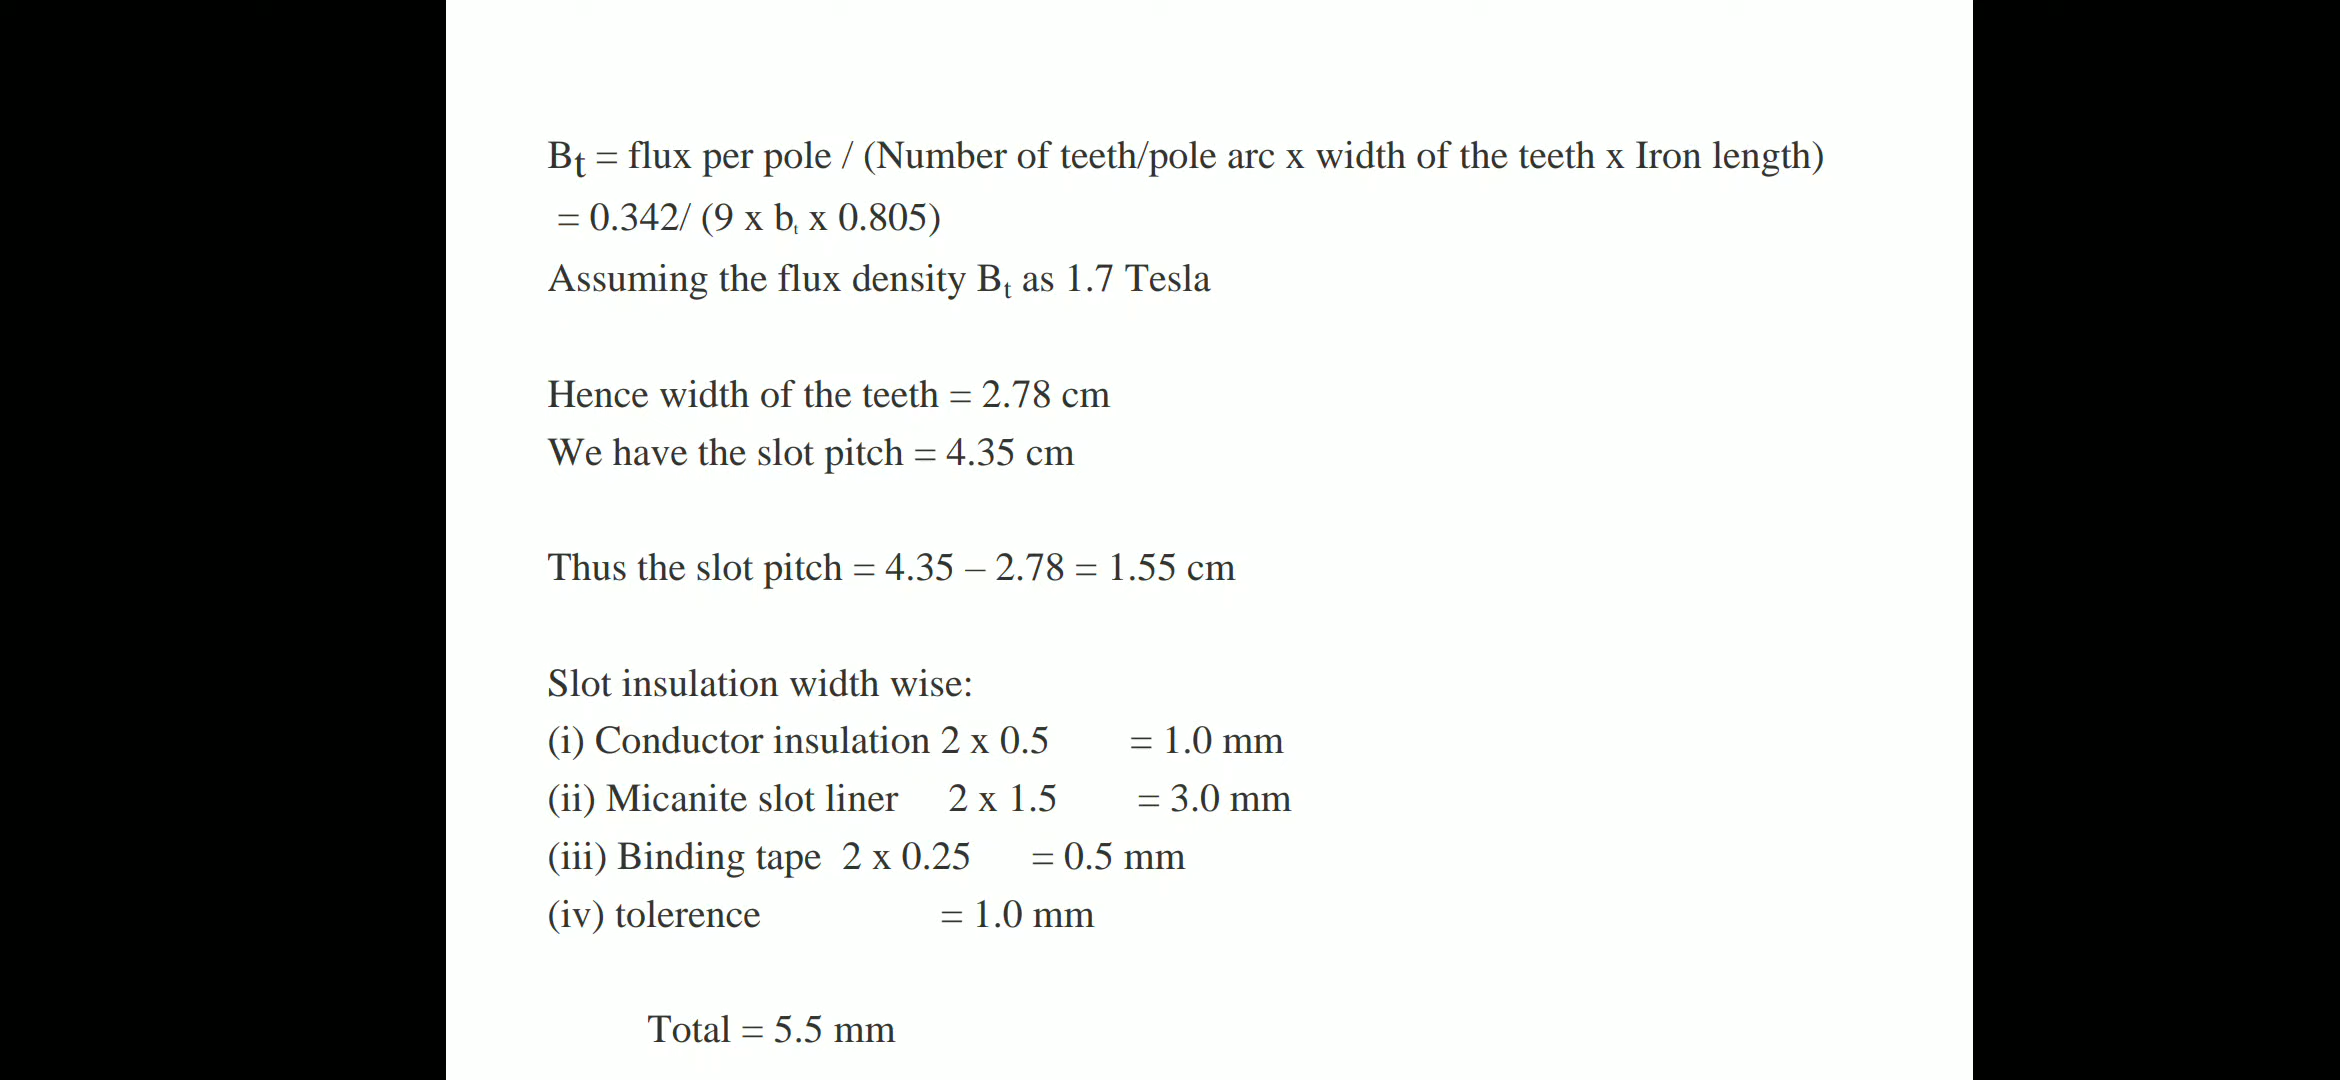 Bt = flux per pole / (Number of teeth/pole arc x width of the teeth x Iron length)
= 0.342/ (9 x bt x 0.805)
Assuming the flux density Bt as 1.7 Tesla
Hence width of the teeth = 2.78 cm
We have the slot pitch = 4.35 cm
Thus the slot pitch = 4.35 – 2.78 = 1.55 cm
Slot insulation width wise:
(i) Conductor insulation 2 x 0.5 = 1.0 mm
(ii) Micanite slot liner 2 x 1.5 = 3.0 mm
(iii) Binding tape 2 x 0.25 = 0.5 mm
(iv) tolerence = 1.0 mm
Total = 5.5 mm